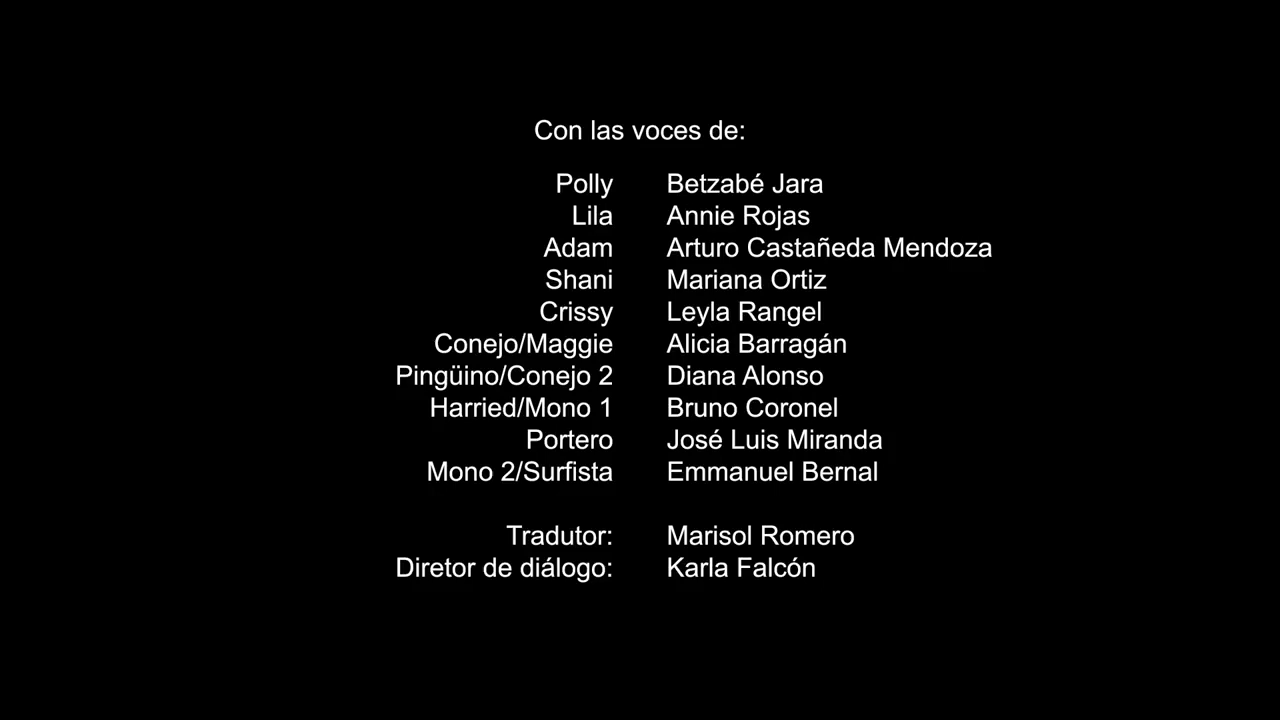 Con las voces de:
Polly Betzabé Jara
Lila Annie Rojas
Adam Arturo Castañeda Mendoza
Shani Mariana Ortiz
Crissy Leyla Rangel
Conejo/Maggie Alicia Barragán
Pingüino/Conejo 2 Diana Alonso
Harried/Mono 1 Bruno Coronel
Portero José Luis Miranda
Mono 2/Surfista Emmanuel Bernal
Tradutor: Marisol Romero
Diretor de diálogo: Karla Falcón